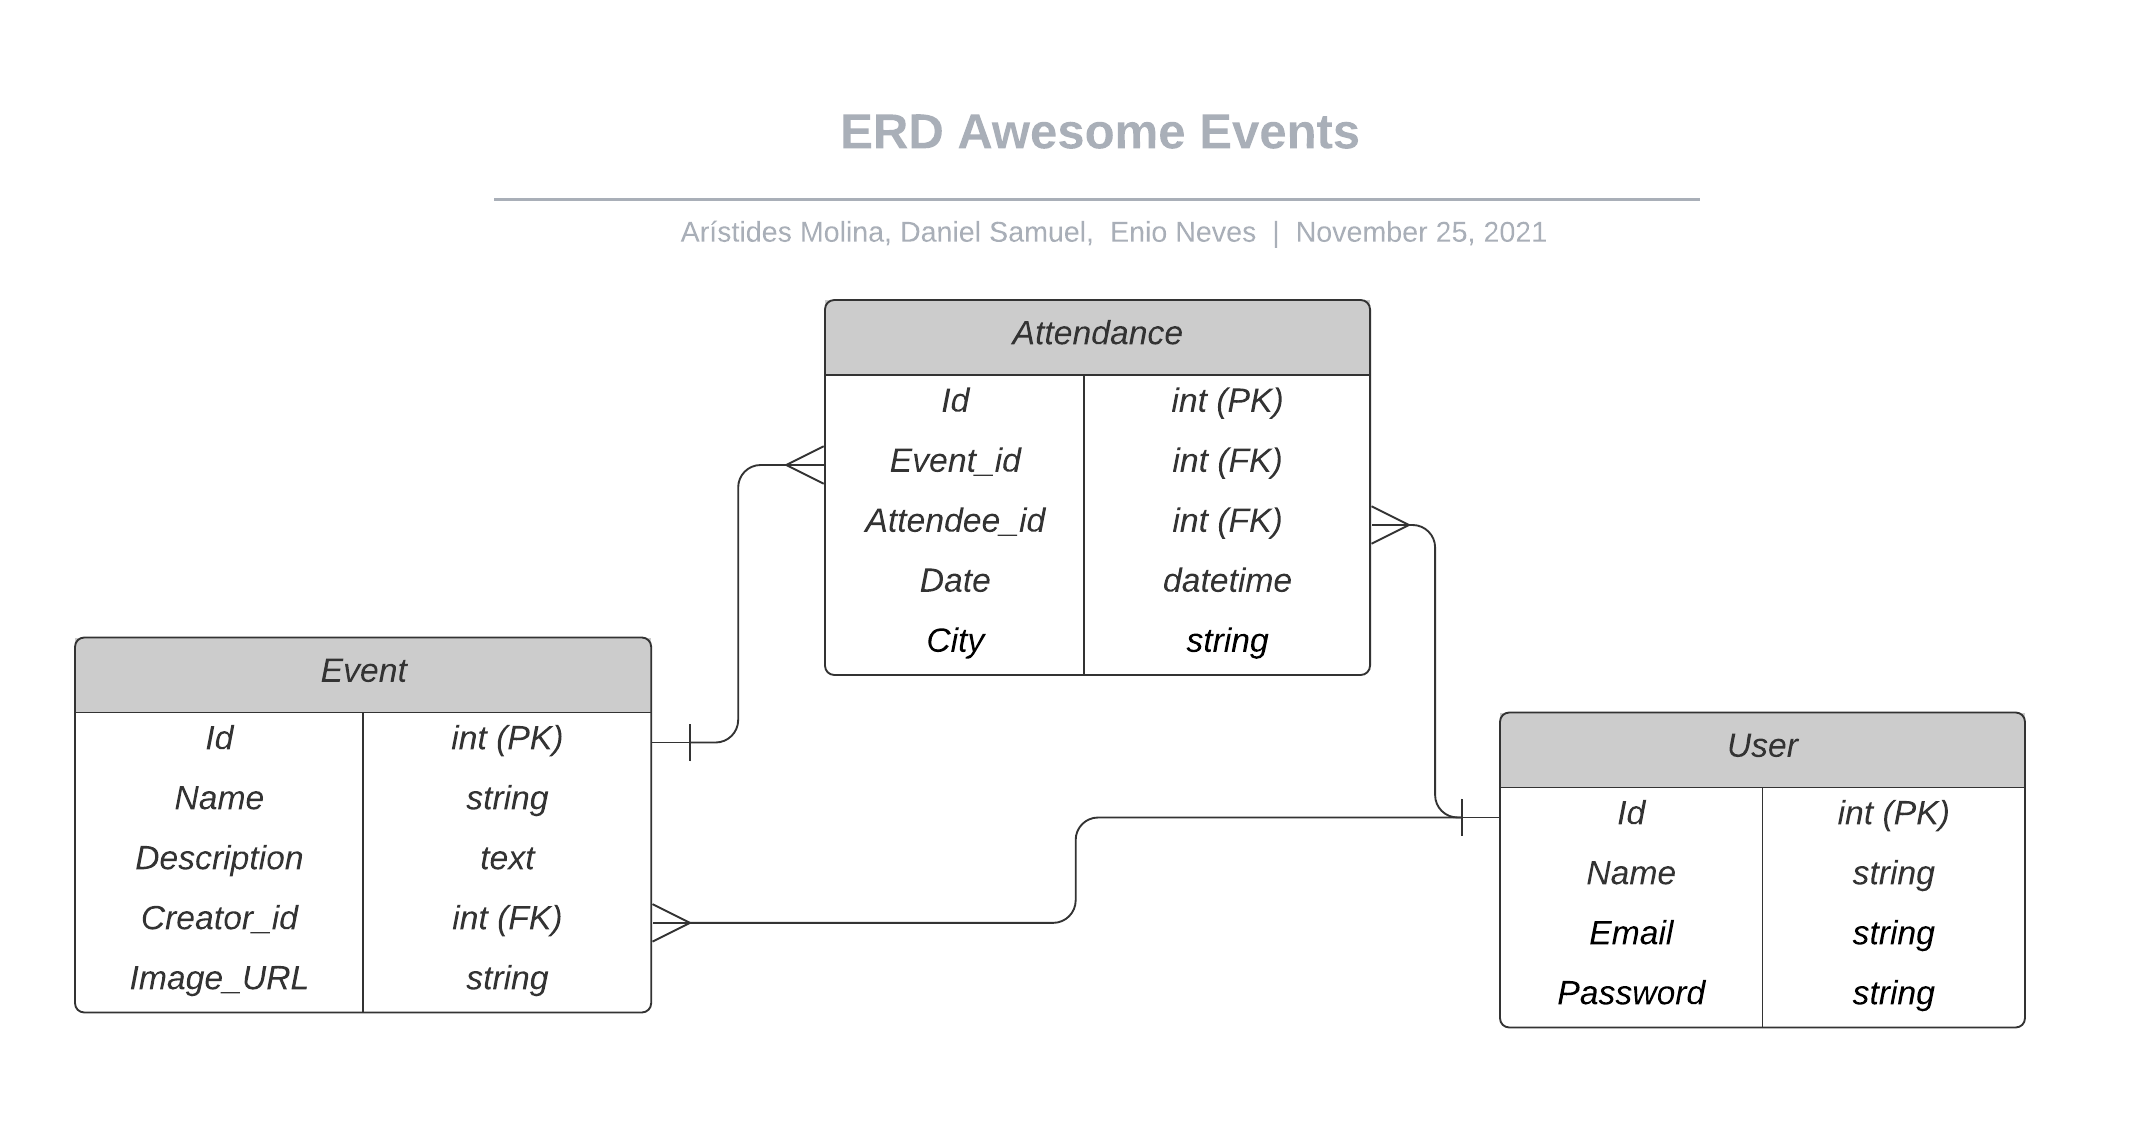 ERD Awesome Events
Arístides Molina, Daniel Samuel,  Enio Neves  |  November 25, 2021
Attendance
Id int (PK)
Event_id int (FK)
Attendee_id int (FK)
Date datetime
City string
Event
Id int (PK)
Name string
Description text
Creator_id int (FK)
Image_URL string
User
Id int (PK)
Name string
Email string
Password string